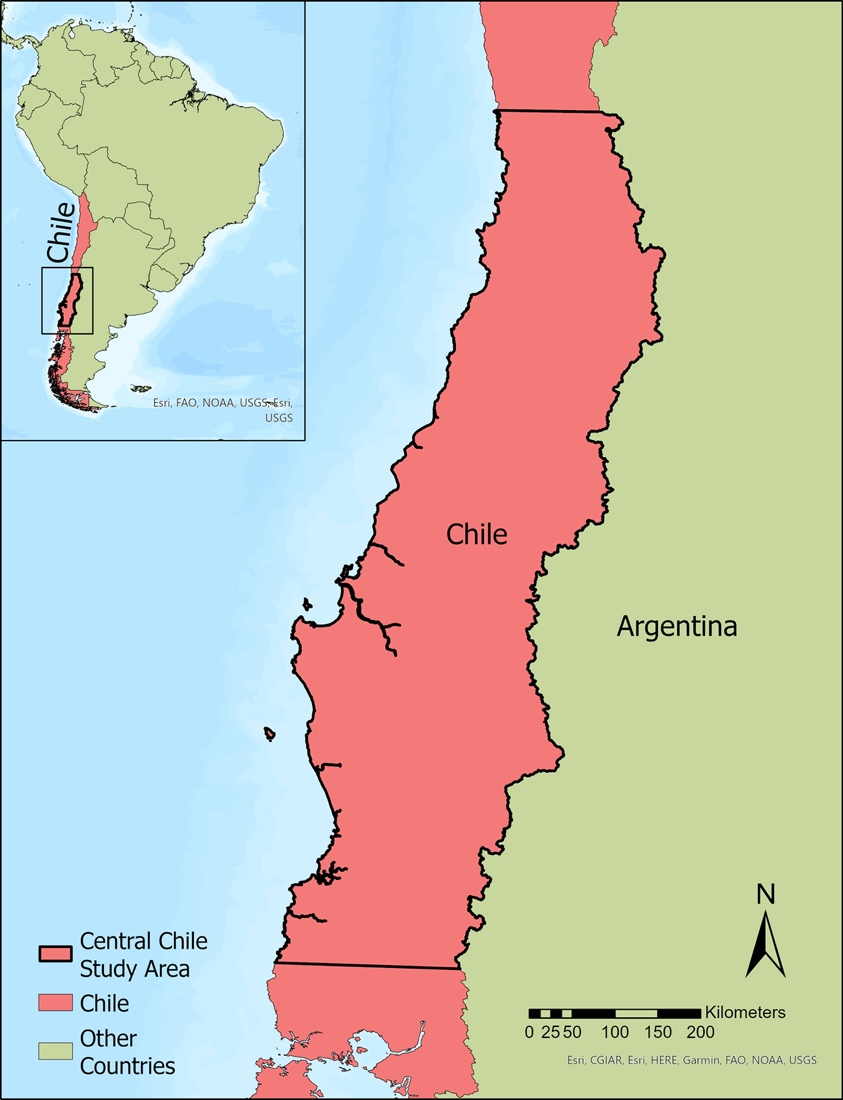 Chile
Esri, FAO, NOAA, USGS, Esri,
USGS
Chile
Argentina
N
Central Chile
Study Area
Chile
Other
Countries
Kilometers
0 25 50 100 150 200
Esri, CGIAR, Esri, HERE, Garmin, FAO, NOAA, USGS